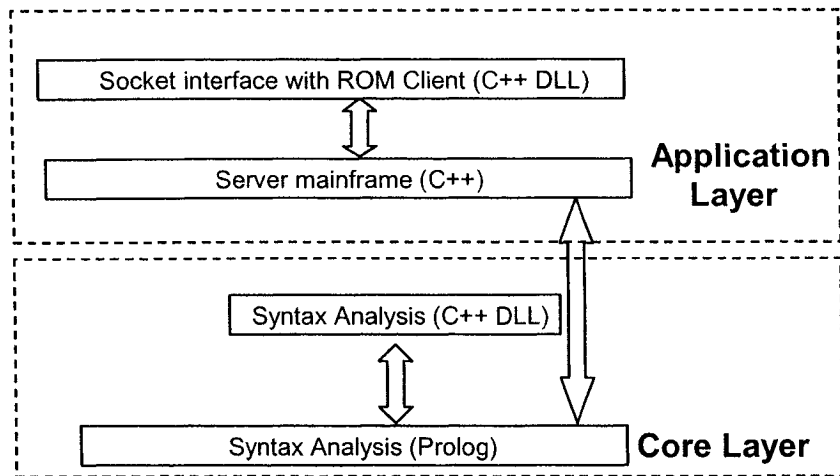 Socket interface with ROM Client (C++ DLL)
Server mainframe (C++)
Application
Layer
Syntax Analysis (C++ DLL)
Syntax Analysis (Prolog)
Core Layer